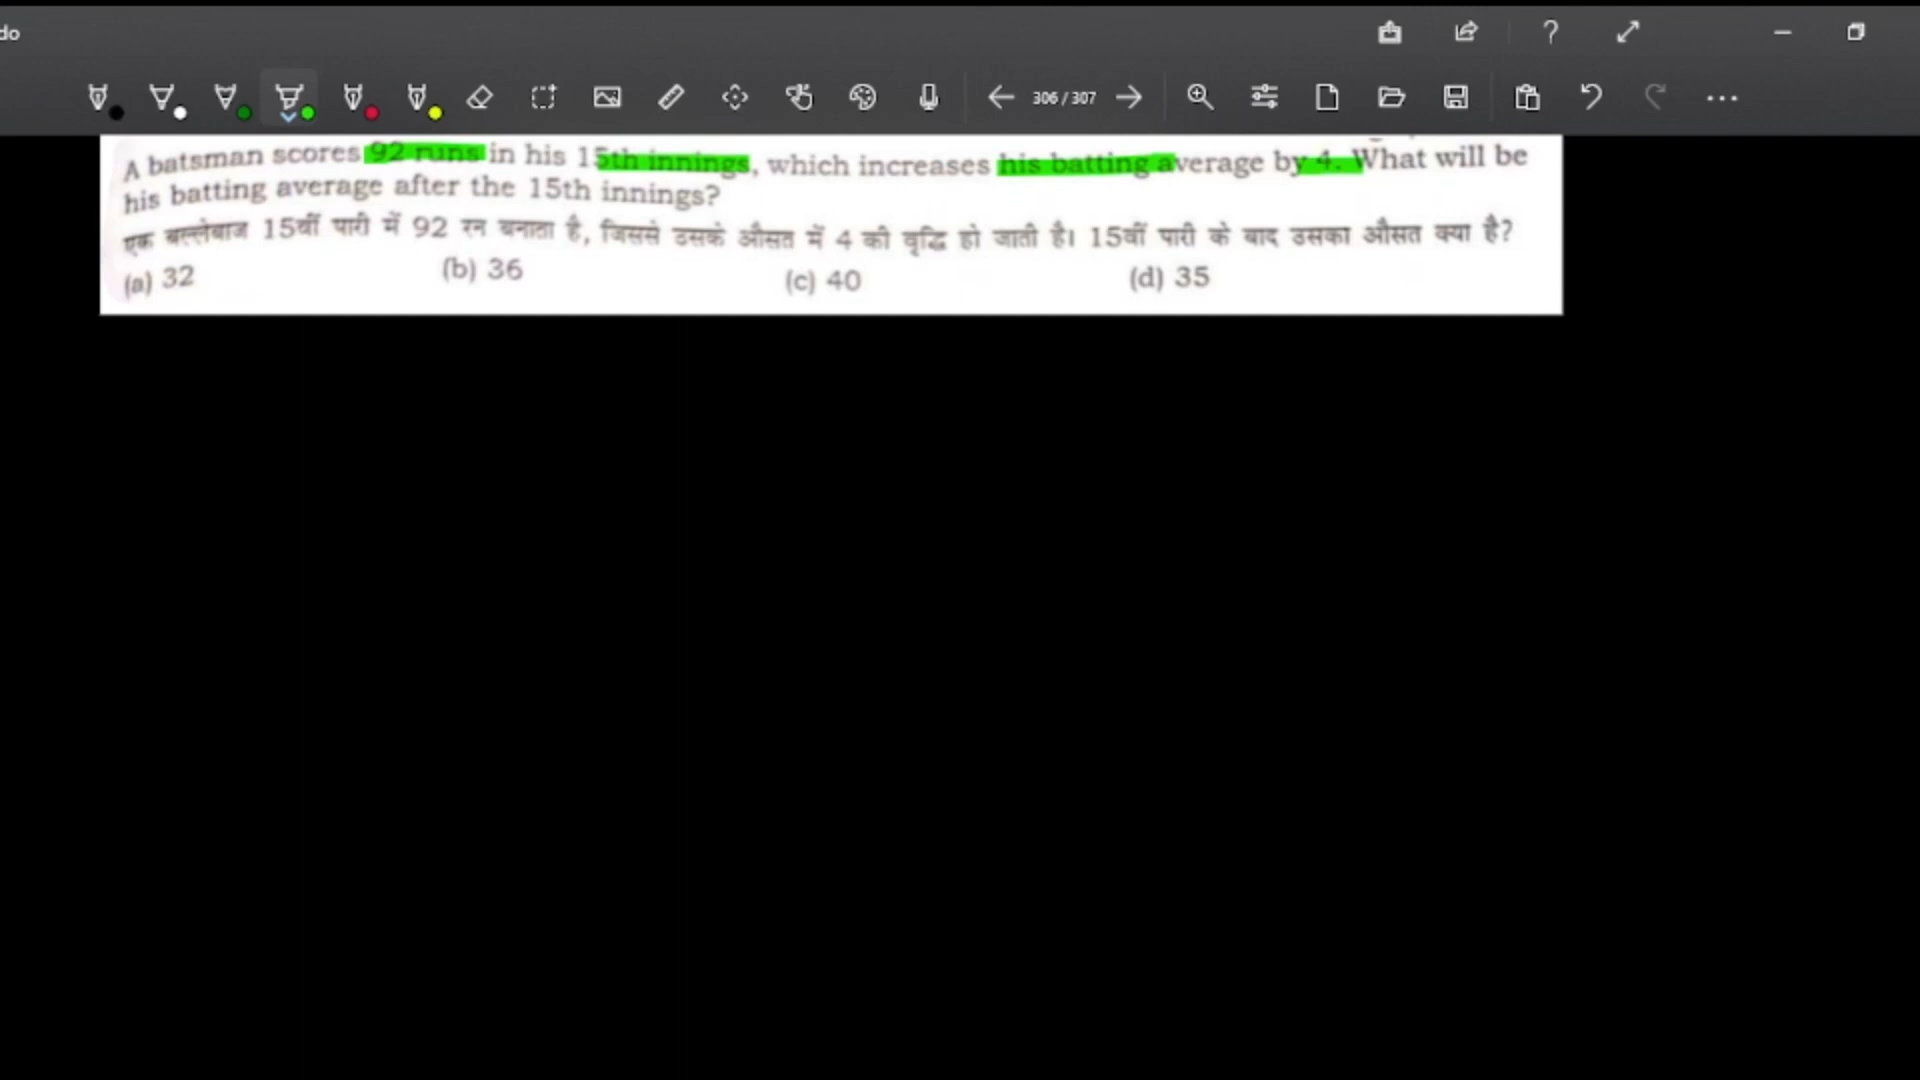 do
306 / 307
A batsman scores 92 runs in his 15th innings, which increases his batting average by 4. What will be
his batting average after the 15th innings?
एक बल्लेबाज 15वीं पारी में 92 रन बनाता है, जिससे उसके औसत में 4 की वृद्धि हो जाती है। 15वीं पारी के बाद उसका औसत क्या है?
(a) 32 (b) 36 (c) 40 (d) 35